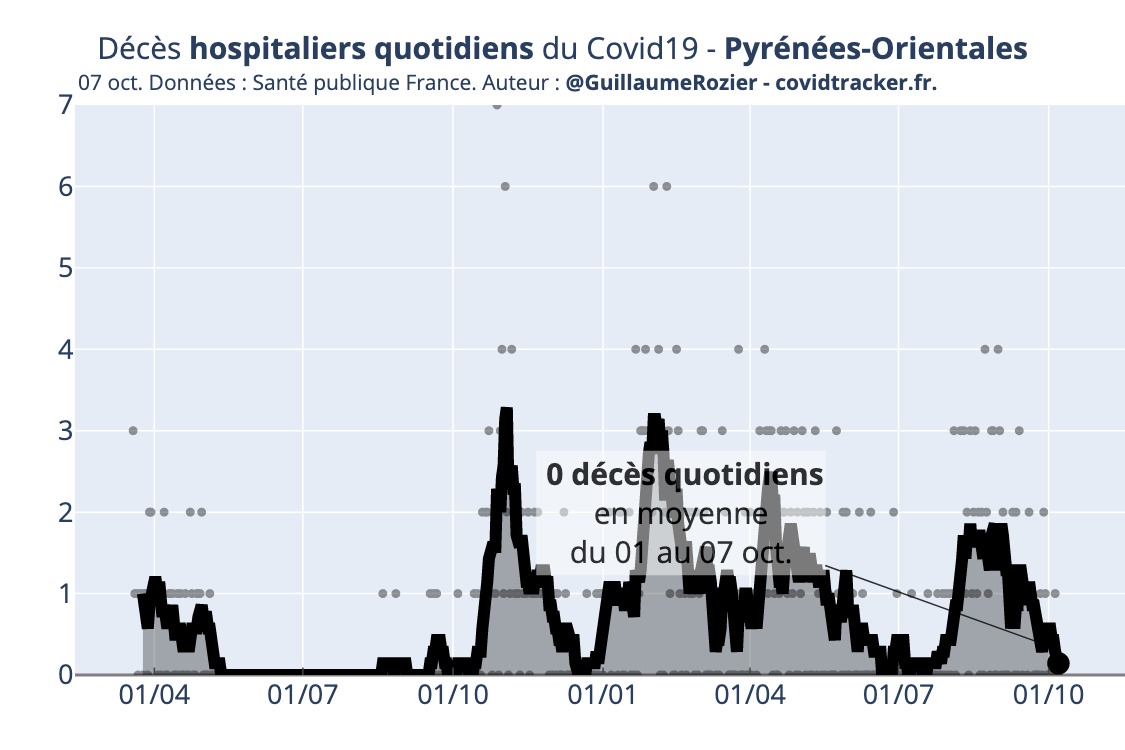 Décès hospitaliers quotidiens du Covid19 - Pyrénées-Orientales
07 oct. Données : Santé publique France. Auteur : @GuillaumeRozier - covidtracker.fr.
7
6
5
4
3
2
1
0
0 décès quotidiens
en moyenne
du 01 au 07 oct.
01/04 01/07 01/10 01/01 01/04 01/07 01/10